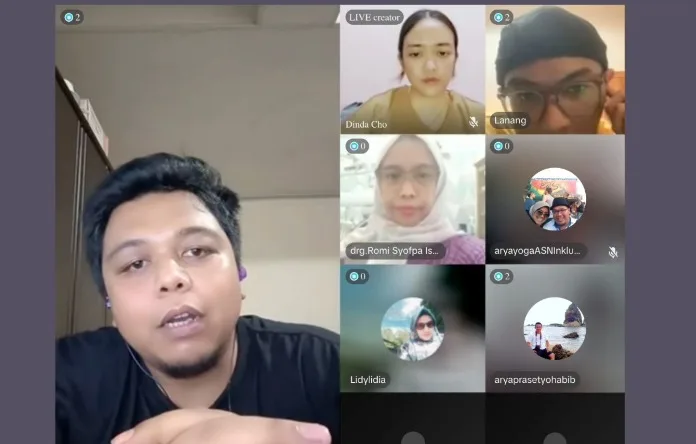 2
LIVE creator
Dinda Cho
2
Lanang
0
drg.Romi Syofpa Is...
0
aryayogaASNInklu...
0
Lidylidia
2
aryaprasetyohabib